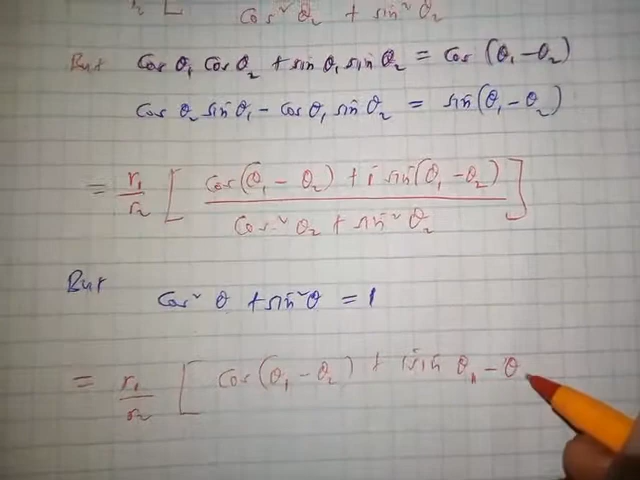 r₂ [ cos² θ₂ + sin² θ₂
But cos θ₁ cos θ₂ + sin θ₁ sin θ₂ = cos (θ₁ - θ₂)
cos θ₂ sin θ₁ - cos θ₁ sin θ₂ = sin(θ₁ - θ₂)
= r₁/r₂ [ (cos(θ₁ - θ₂) + i sin(θ₁ - θ₂))/(cos² θ₂ + sin² θ₂) ]
But cos² θ + sin² θ = 1
= r₁/r₂ [ cos(θ₁ - θ₂) + i sin θ₁ - θ